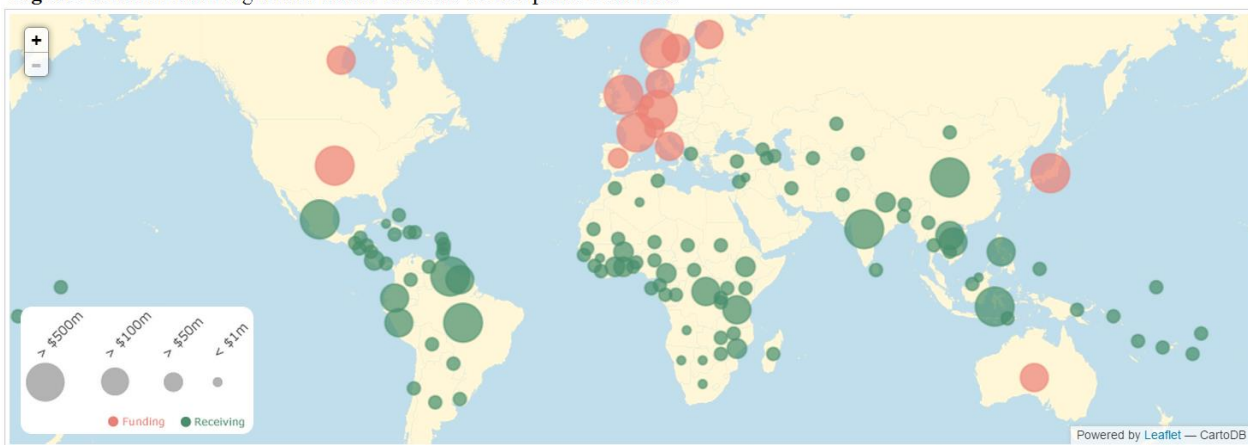 +
−
> $500m
> $100m
> $50m
< $1m
Funding
Receiving
Powered by Leaflet — CartoDB